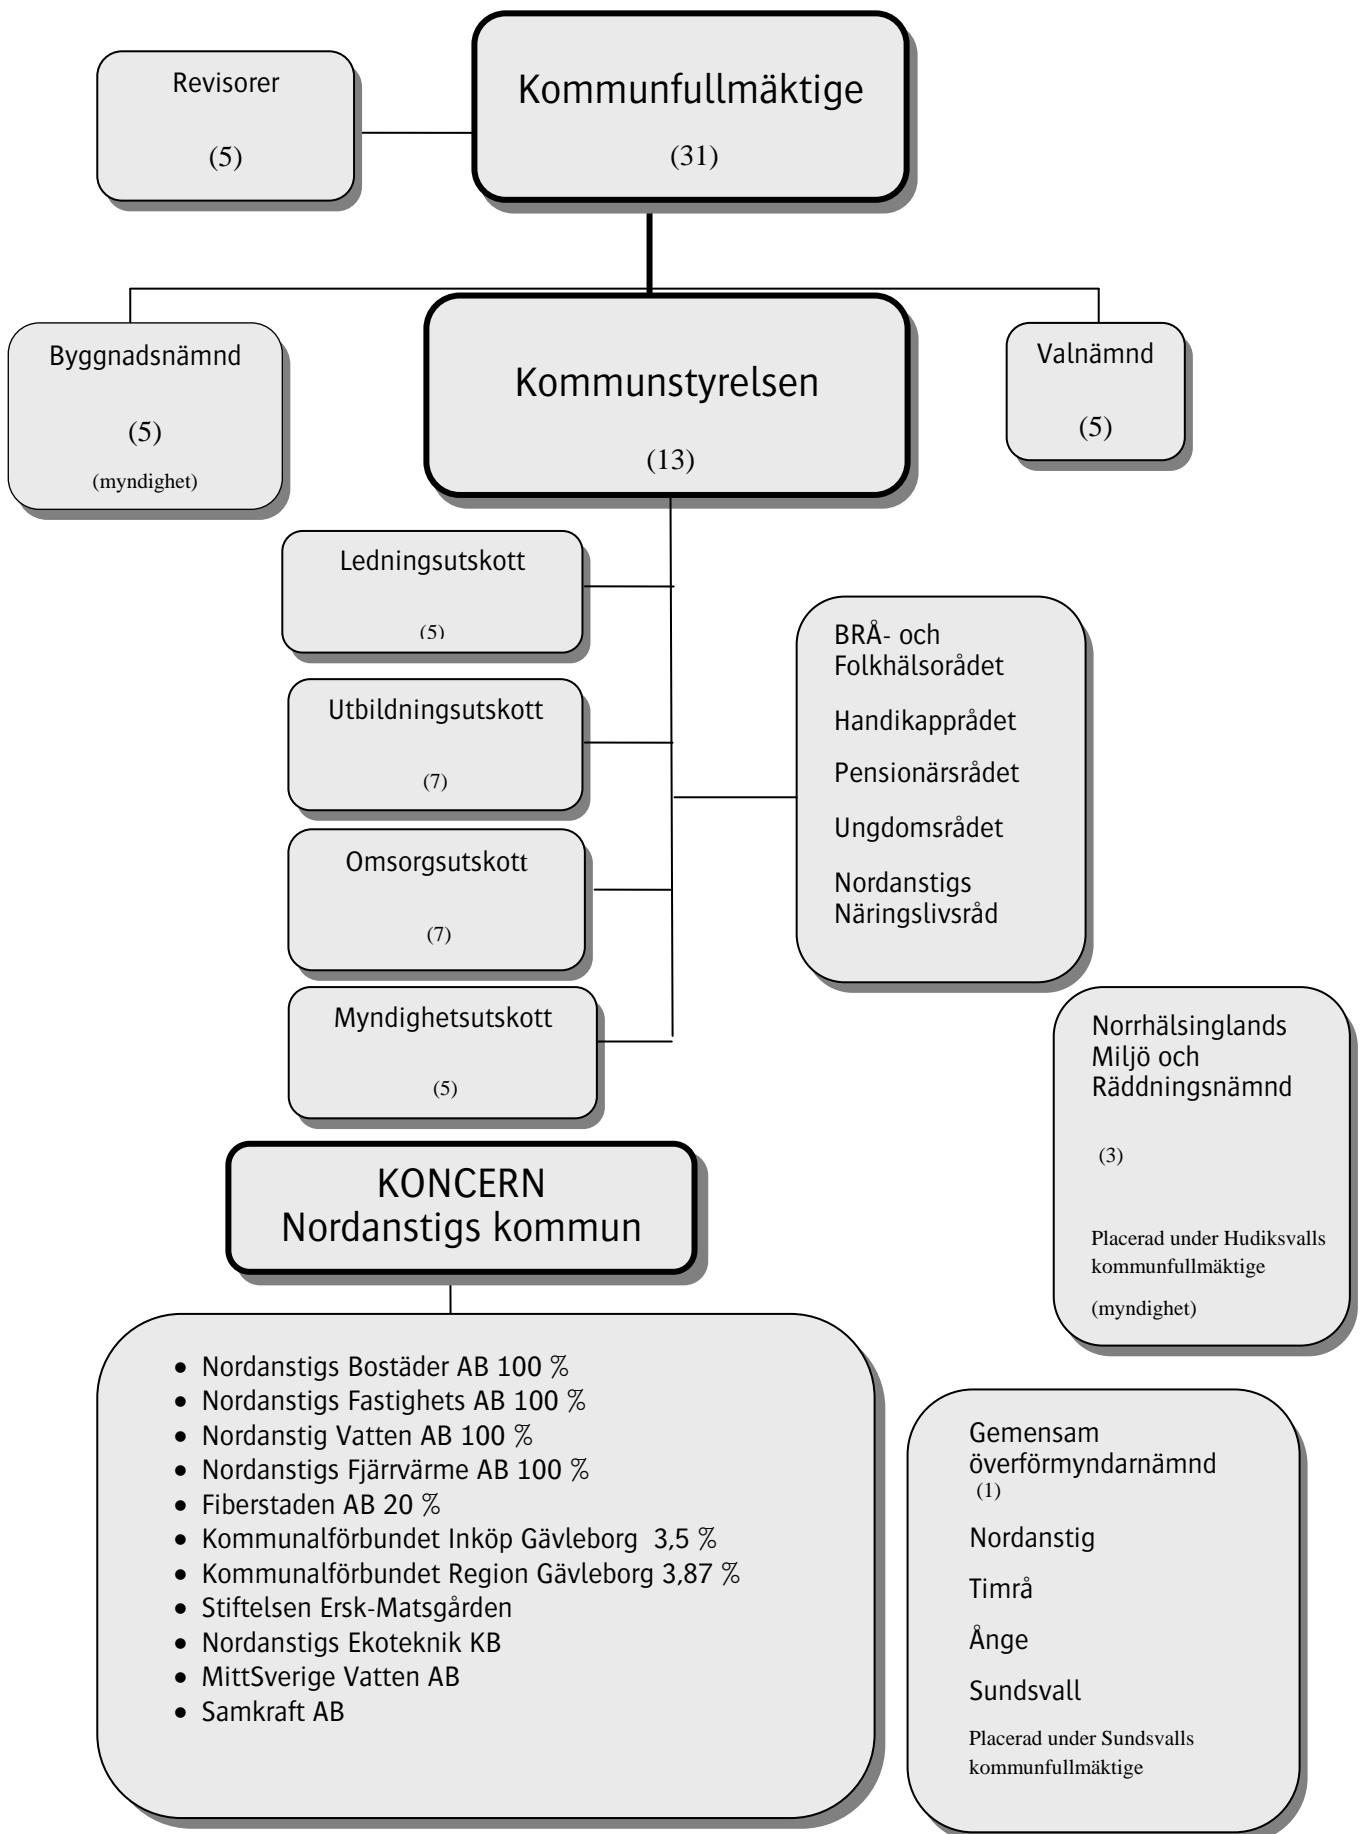 Revisorer
(5)
Kommunfullmäktige
(31)
Byggnadsnämnd
(5)
(myndighet)
Kommunstyrelsen
(13)
Valnämnd
(5)
Ledningsutskott
(5)
Utbildningsutskott
(7)
Omsorgsutskott
(7)
Myndighetsutskott
(5)
BRÅ- och
Folkhälsorådet
Handikapprådet
Pensionärsrådet
Ungdomsrådet
Nordanstigs
Näringslivsråd
Norrhälsinglands
Miljö och
Räddningsnämnd
(3)
Placerad under Hudiksvalls
kommunfullmäktige
(myndighet)
KONCERN
Nordanstigs kommun
• Nordanstigs Bostäder AB 100 %
• Nordanstigs Fastighets AB 100 %
• Nordanstig Vatten AB 100 %
• Nordanstigs Fjärrvärme AB 100 %
• Fiberstaden AB 20 %
• Kommunalförbundet Inköp Gävleborg  3,5 %
• Kommunalförbundet Region Gävleborg 3,87 %
• Stiftelsen Ersk-Matsgården
• Nordanstigs Ekoteknik KB
• MittSverige Vatten AB
• Samkraft AB
Gemensam
överförmyndarnämnd
(1)
Nordanstig
Timrå
Ånge
Sundsvall
Placerad under Sundsvalls
kommunfullmäktige